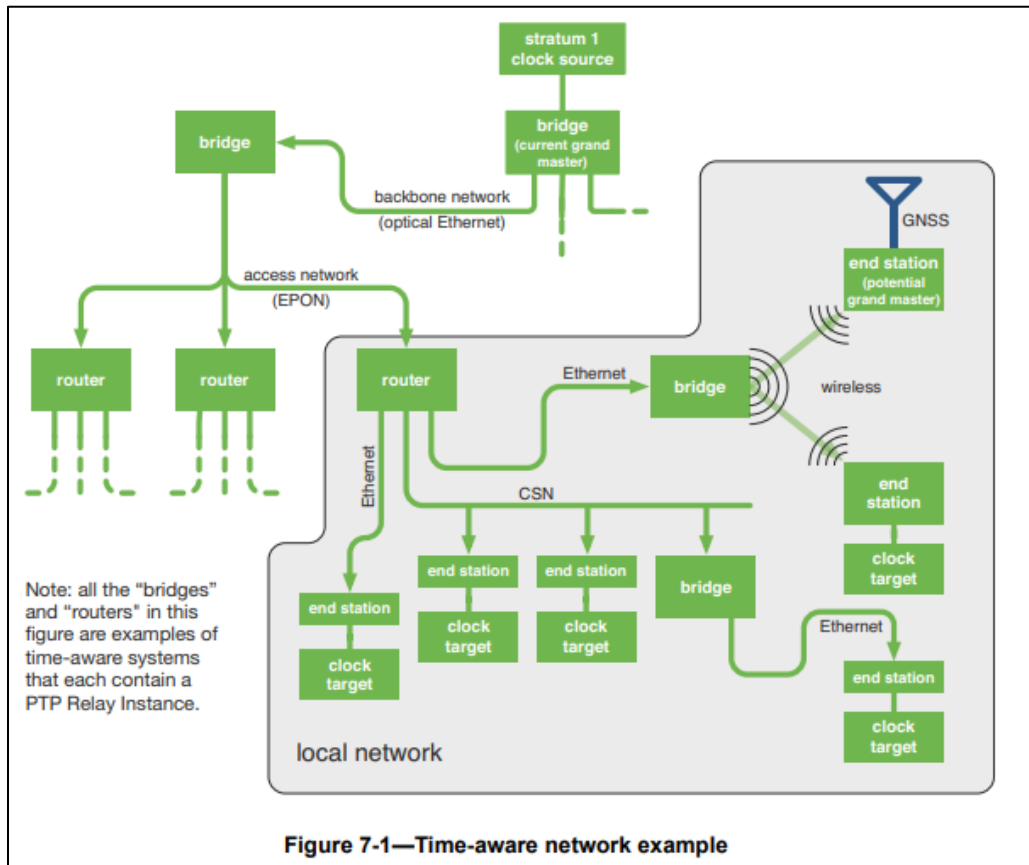 stratum 1
clock source
bridge
(current grand
master)
bridge
backbone network
(optical Ethernet)
GNSS
end station
(potential
grand master)
access network
(EPON)
router
router
router
Ethernet
bridge
wireless
Ethernet
CSN
end
station
clock
target
end station
clock
target
end station
clock
target
bridge
end station
clock
target
Ethernet
end station
clock
target
Note: all the “bridges”
and “routers" in this
figure are examples of
time-aware systems
that each contain a
PTP Relay Instance.
local network
Figure 7-1—Time-aware network example